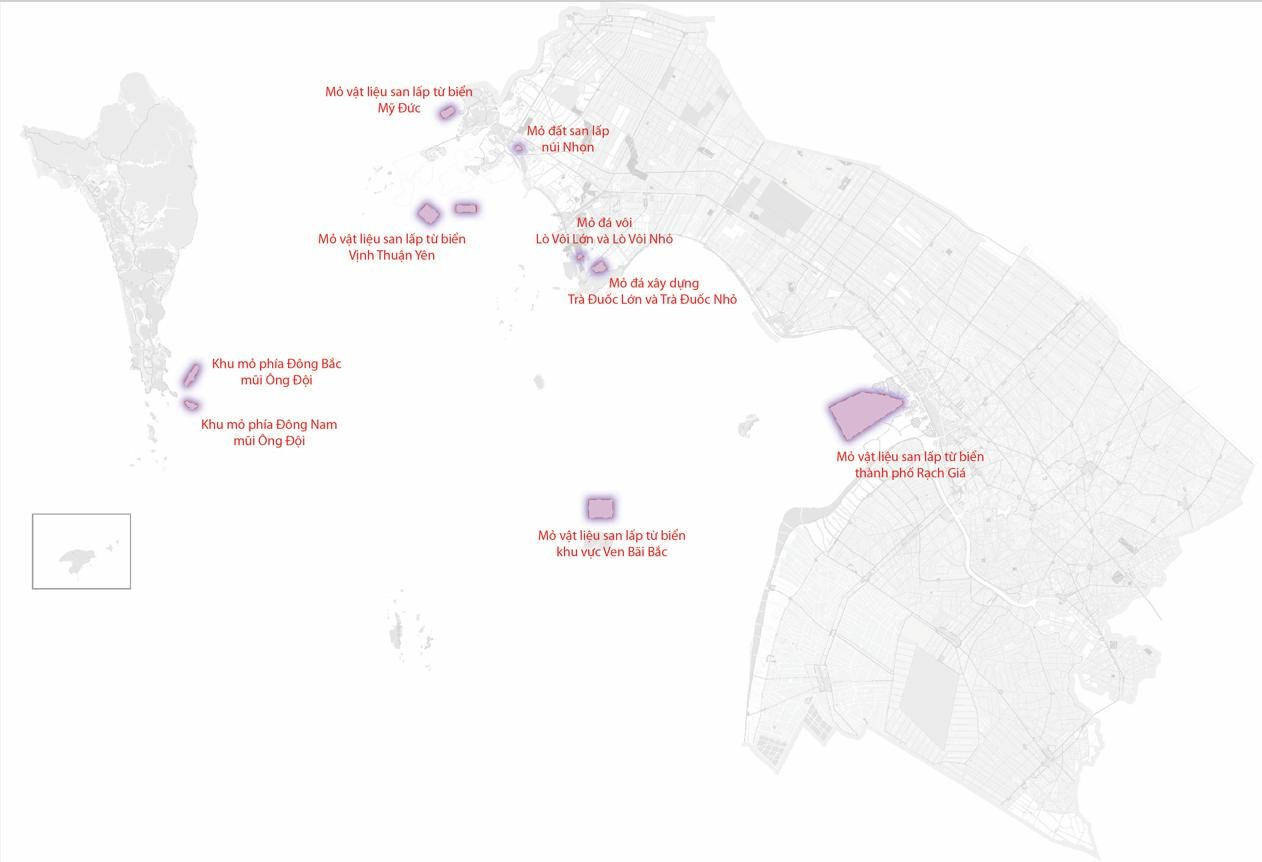 Mỏ vật liệu san lấp từ biển
Mỹ Đức
Mỏ đất san lấp
núi Nhọn
Mỏ đá vôi
Lò Vôi Lớn và Lò Vôi Nhỏ
Mỏ vật liệu san lấp từ biển
Vịnh Thuận Yên
Mỏ đá xây dựng
Trà Đuốc Lớn và Trà Đuốc Nhỏ
Khu mỏ phía Đông Bắc
mũi Ông Đội
Khu mỏ phía Đông Nam
mũi Ông Đội
Mỏ vật liệu san lấp từ biển
thành phố Rạch Giá
Mỏ vật liệu san lấp từ biển
khu vực Ven Bãi Bắc